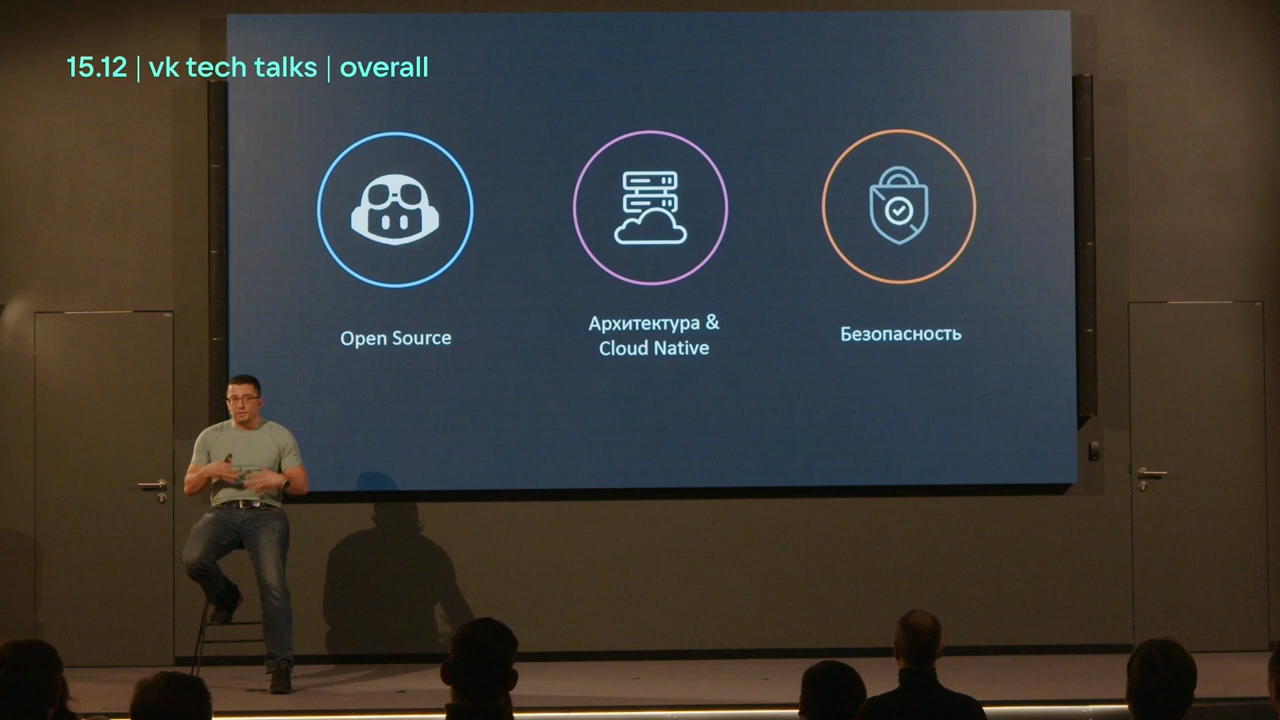 15.12 | vk tech talks | overall
Open Source
Архитектура &
Cloud Native
Безопасность